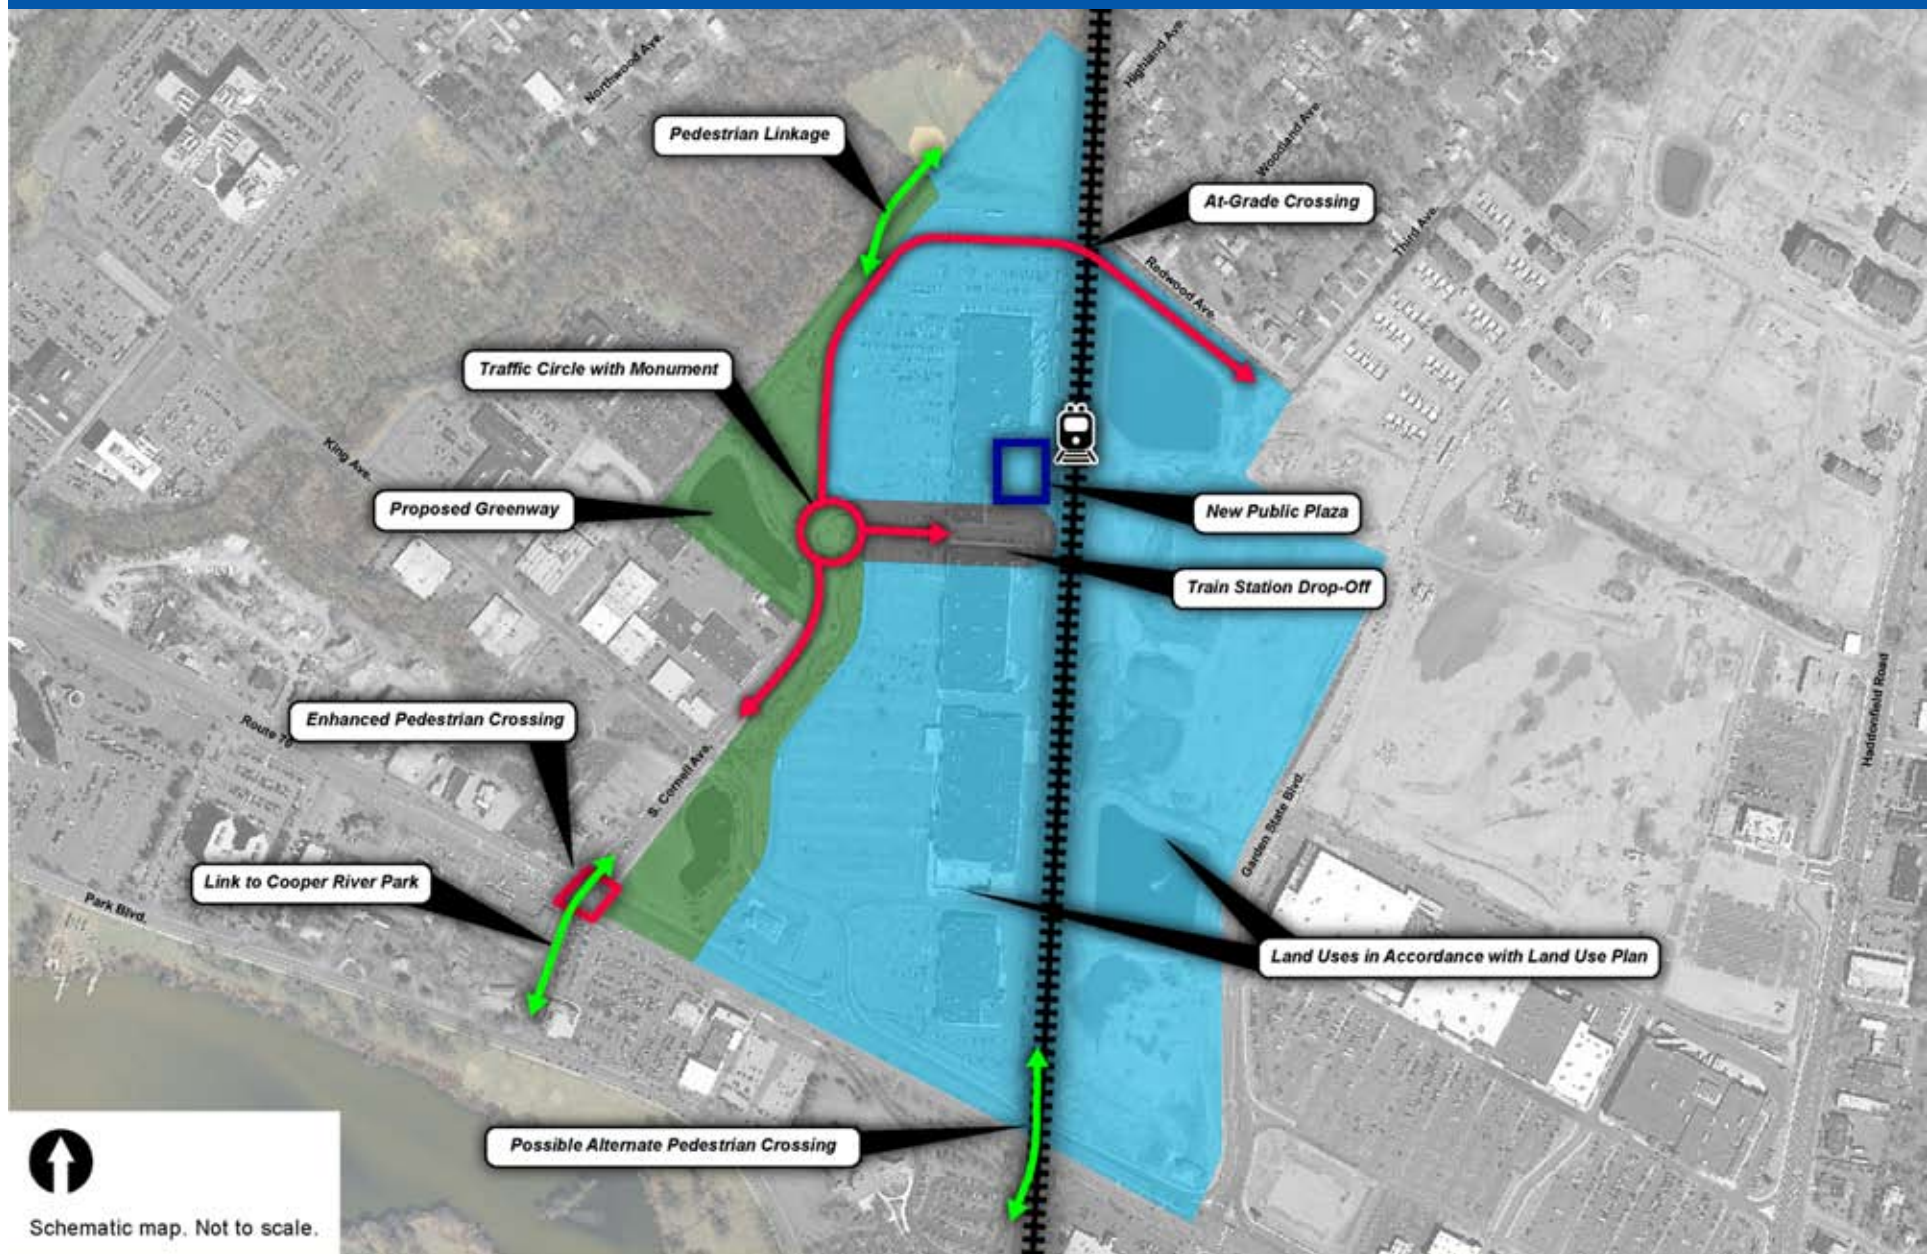 Northwood Ave.
Highland Ave.
Pedestrian Linkage
Woodland Ave.
At-Grade Crossing
Third Ave.
Redwood Ave.
Traffic Circle with Monument
King Ave.
Proposed Greenway
New Public Plaza
Train Station Drop-Off
Haddonfield Road
Enhanced Pedestrian Crossing
Route 70
S. Cornell Ave.
Garden State Blvd.
Link to Cooper River Park
Park Blvd.
Land Uses in Accordance with Land Use Plan
Possible Alternate Pedestrian Crossing
Schematic map. Not to scale.